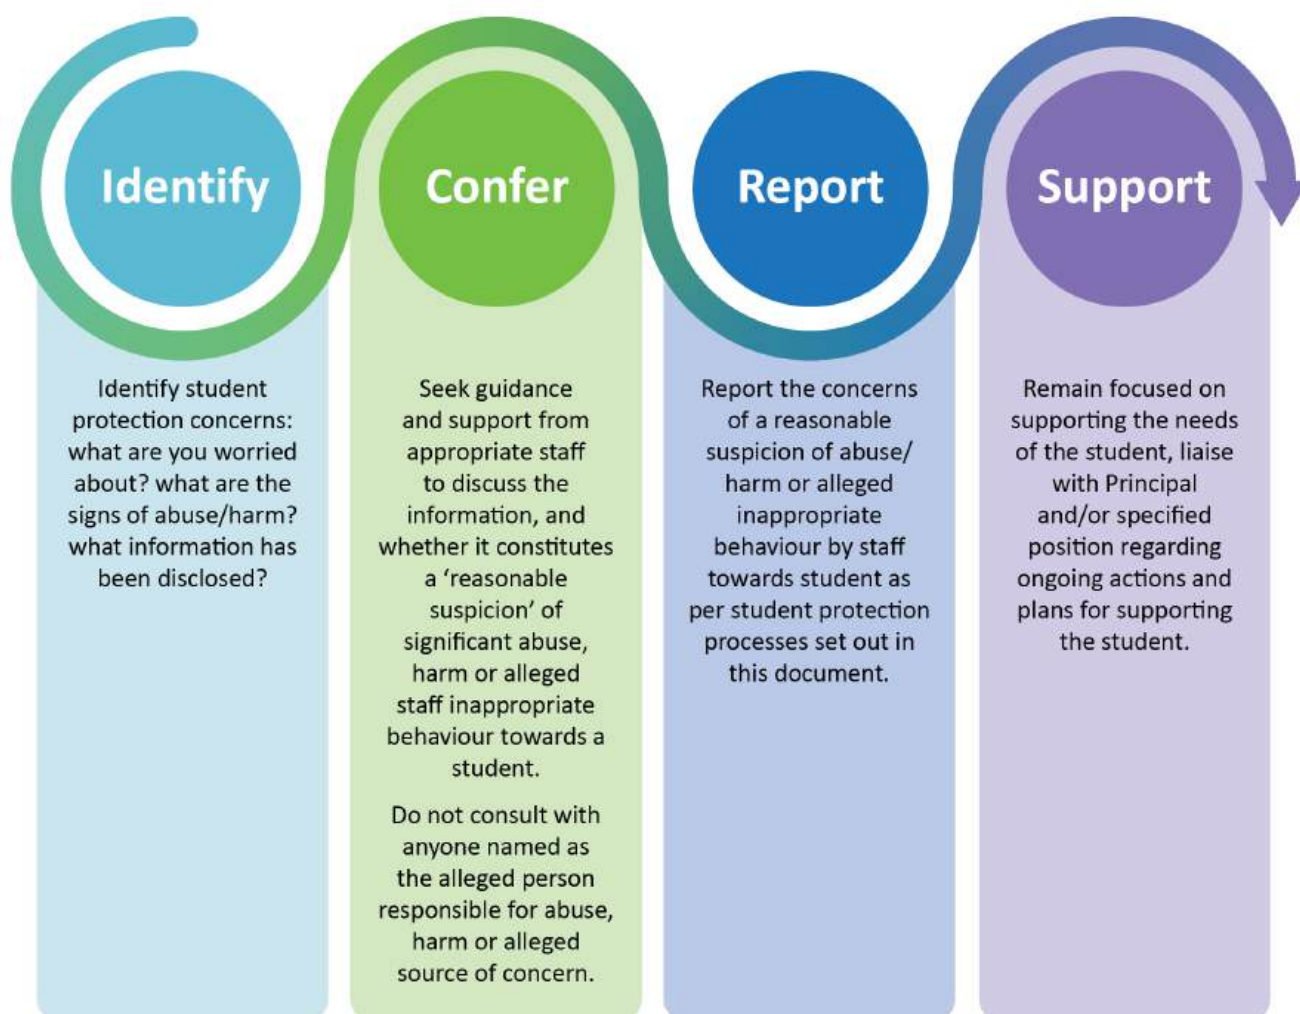 Identify
Confer
Report
Support
Identify student
protection concerns:
what are you worried
about? what are the
signs of abuse/harm?
what information has
been disclosed?
Seek guidance
and support from
appropriate staff
to discuss the
information, and
whether it constitutes
a ‘reasonable
suspicion’ of
significant abuse,
harm or alleged
staff inappropriate
behaviour towards a
student.
Do not consult with
anyone named as
the alleged person
responsible for abuse,
harm or alleged
source of concern.
Report the concerns
of a reasonable
suspicion of abuse/
harm or alleged
inappropriate
behaviour by staff
towards student as
per student protection
processes set out in
this document.
Remain focused on
supporting the needs
of the student, liaise
with Principal
and/or specified
position regarding
ongoing actions and
plans for supporting
the student.